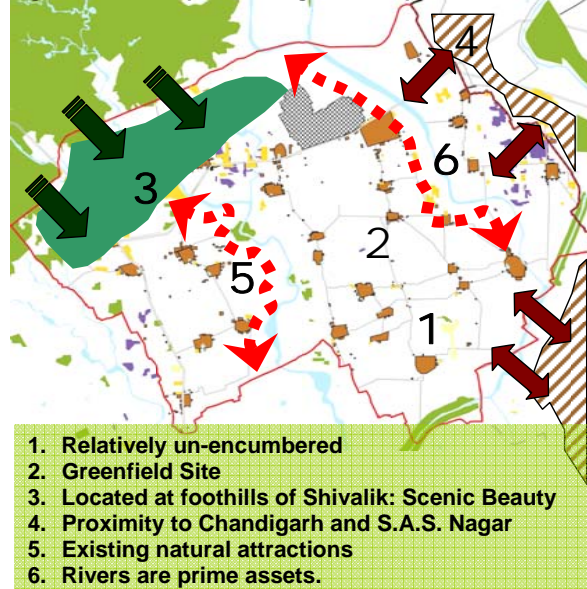 4
6
3
2
5
1
1. Relatively un-encumbered
2. Greenfield Site
3. Located at foothills of Shivalik: Scenic Beauty
4. Proximity to Chandigarh and S.A.S. Nagar
5. Existing natural attractions
6. Rivers are prime assets.